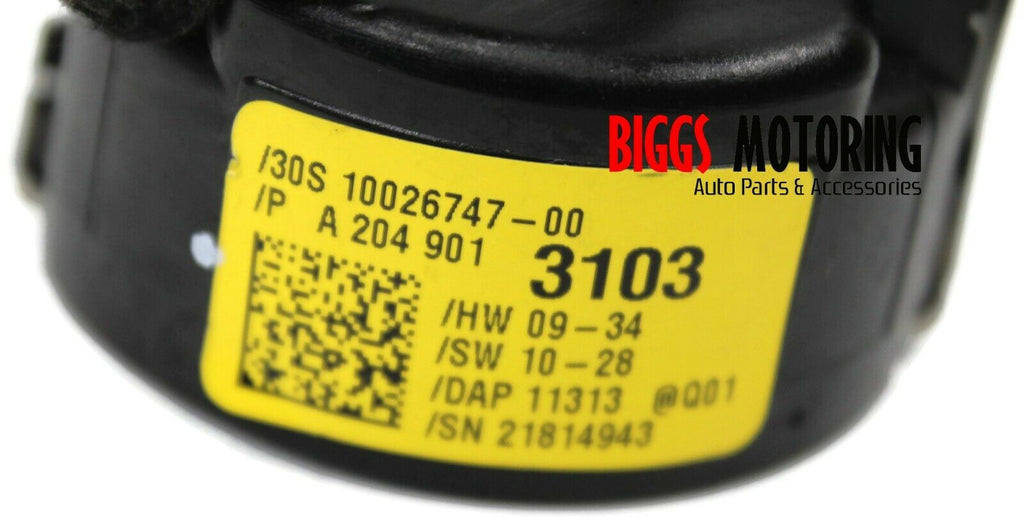 BIGGS MOTORING
Auto Parts & Accessories
/30S 10026747-00
/P A 204 901 3103
/HW 09-34
/SW 10-28
/DAP 11313 @Q01
/SN 21814943